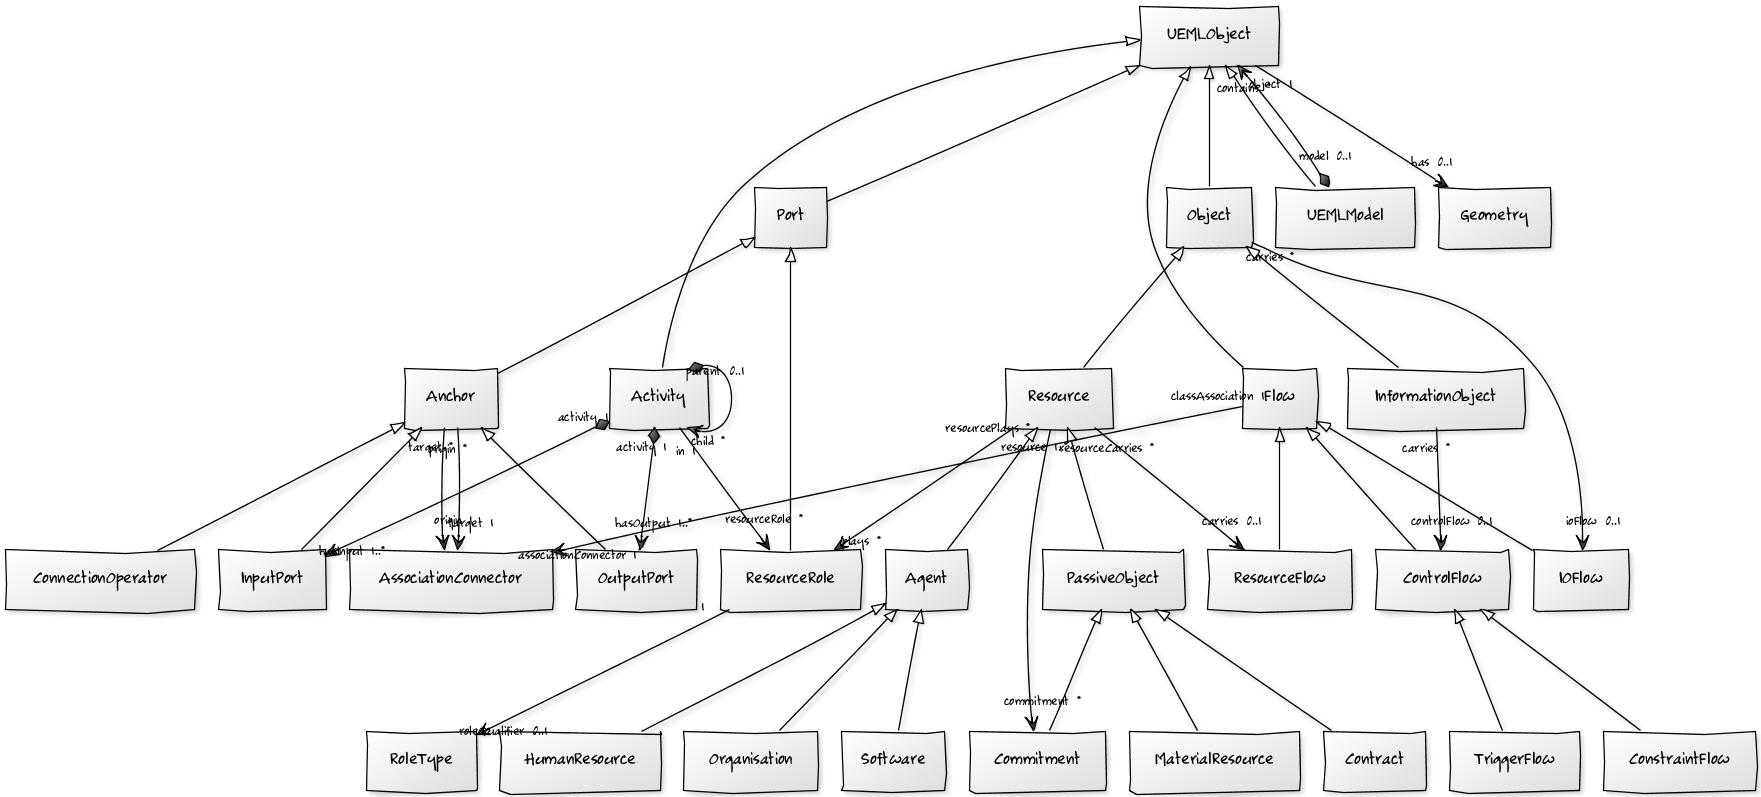 UEMLObject
contains *
object 1
model 0..1
has 0..1
Port
Object
UEMLModel
Geometry
carries *
parent 0..1
Anchor
Activity
Resource
classAssociation 1
Flow
InformationObject
activity 1
resourcePlays *
child *
target *
origin *
activity 1
in 1
resource 1
resourceCarries *
carries *
origin 1
target 1
hasOutput 1..*
resourceRole *
carries 0..1
controlFlow 0..1
ioFlow 0..1
plays *
hasInput 1..*
associationConnector 1
ConnectionOperator
InputPort
AssociationConnector
OutputPort
ResourceRole
Agent
PassiveObject
ResourceFlow
ControlFlow
IOFlow
1
commitment *
roleQualifier 0..1
RoleType
HumanResource
Organisation
Software
Commitment
MaterialResource
Contract
TriggerFlow
ConstraintFlow